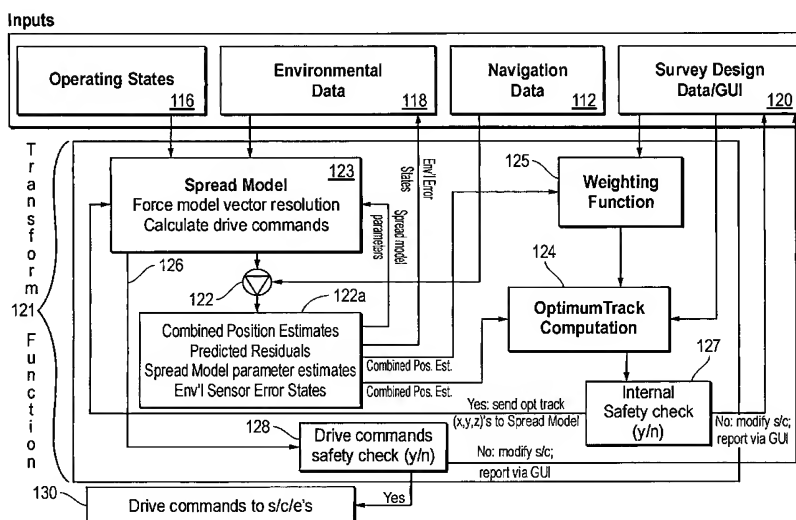 Inputs
Operating States
116
Environmental
Data
118
Navigation
Data
112
Survey Design
Data/GUI
120
Transform
121
Function
Spread Model
123
Force model vector resolution
Calculate drive commands
126
122
122a
Spread model
parameters
Env'l Error
States
Combined Position Estimates
Predicted Residuals
Spread Model parameter estimates
Env'l Sensor Error States
Combined Pos. Est.
Combined Pos. Est.
125
Weighting
Function
124
OptimumTrack
Computation
127
Internal
Safety check
(y/n)
Yes: send opt track
(x,y,z)'s to Spread Model
No: modify s/c;
report via GUI
128
Drive commands
safety check (y/n)
No: modify s/c;
report via GUI
Yes
130
Drive commands to s/c/e's